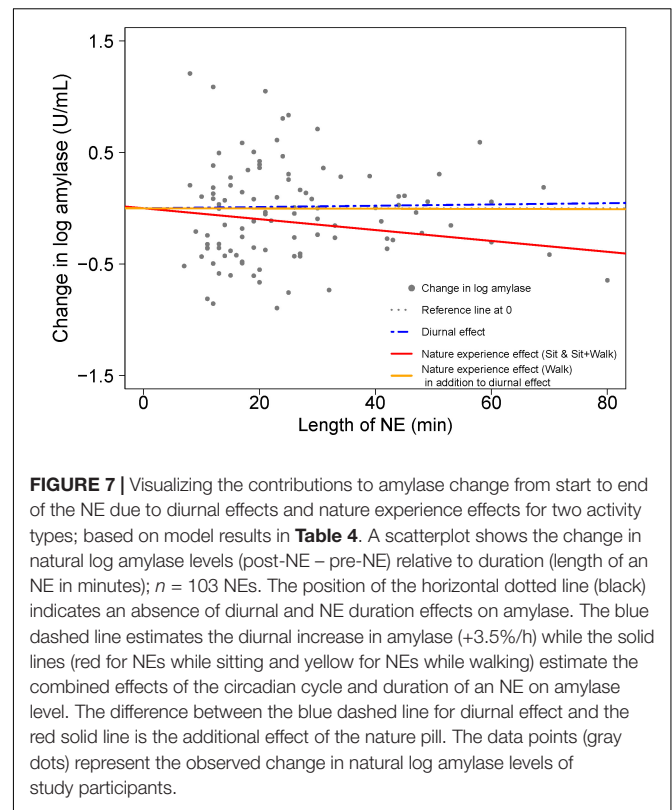 1.5
0.5
−0.5
−1.5
Change in log amylase (U/mL)
Change in log amylase
Reference line at 0
Diurnal effect
Nature experience effect (Sit & Sit+Walk)
Nature experience effect (Walk)
in addition to diurnal effect
0 20 40 60 80
Length of NE (min)
FIGURE 7 | Visualizing the contributions to amylase change from start to end
of the NE due to diurnal effects and nature experience effects for two activity
types; based on model results in Table 4. A scatterplot shows the change in
natural log amylase levels (post-NE – pre-NE) relative to duration (length of an
NE in minutes); n = 103 NEs. The position of the horizontal dotted line (black)
indicates an absence of diurnal and NE duration effects on amylase. The blue
dashed line estimates the diurnal increase in amylase (+3.5%/h) while the solid
lines (red for NEs while sitting and yellow for NEs while walking) estimate the
combined effects of the circadian cycle and duration of an NE on amylase
level. The difference between the blue dashed line for diurnal effect and the
red solid line is the additional effect of the nature pill. The data points (gray
dots) represent the observed change in natural log amylase levels of
study participants.